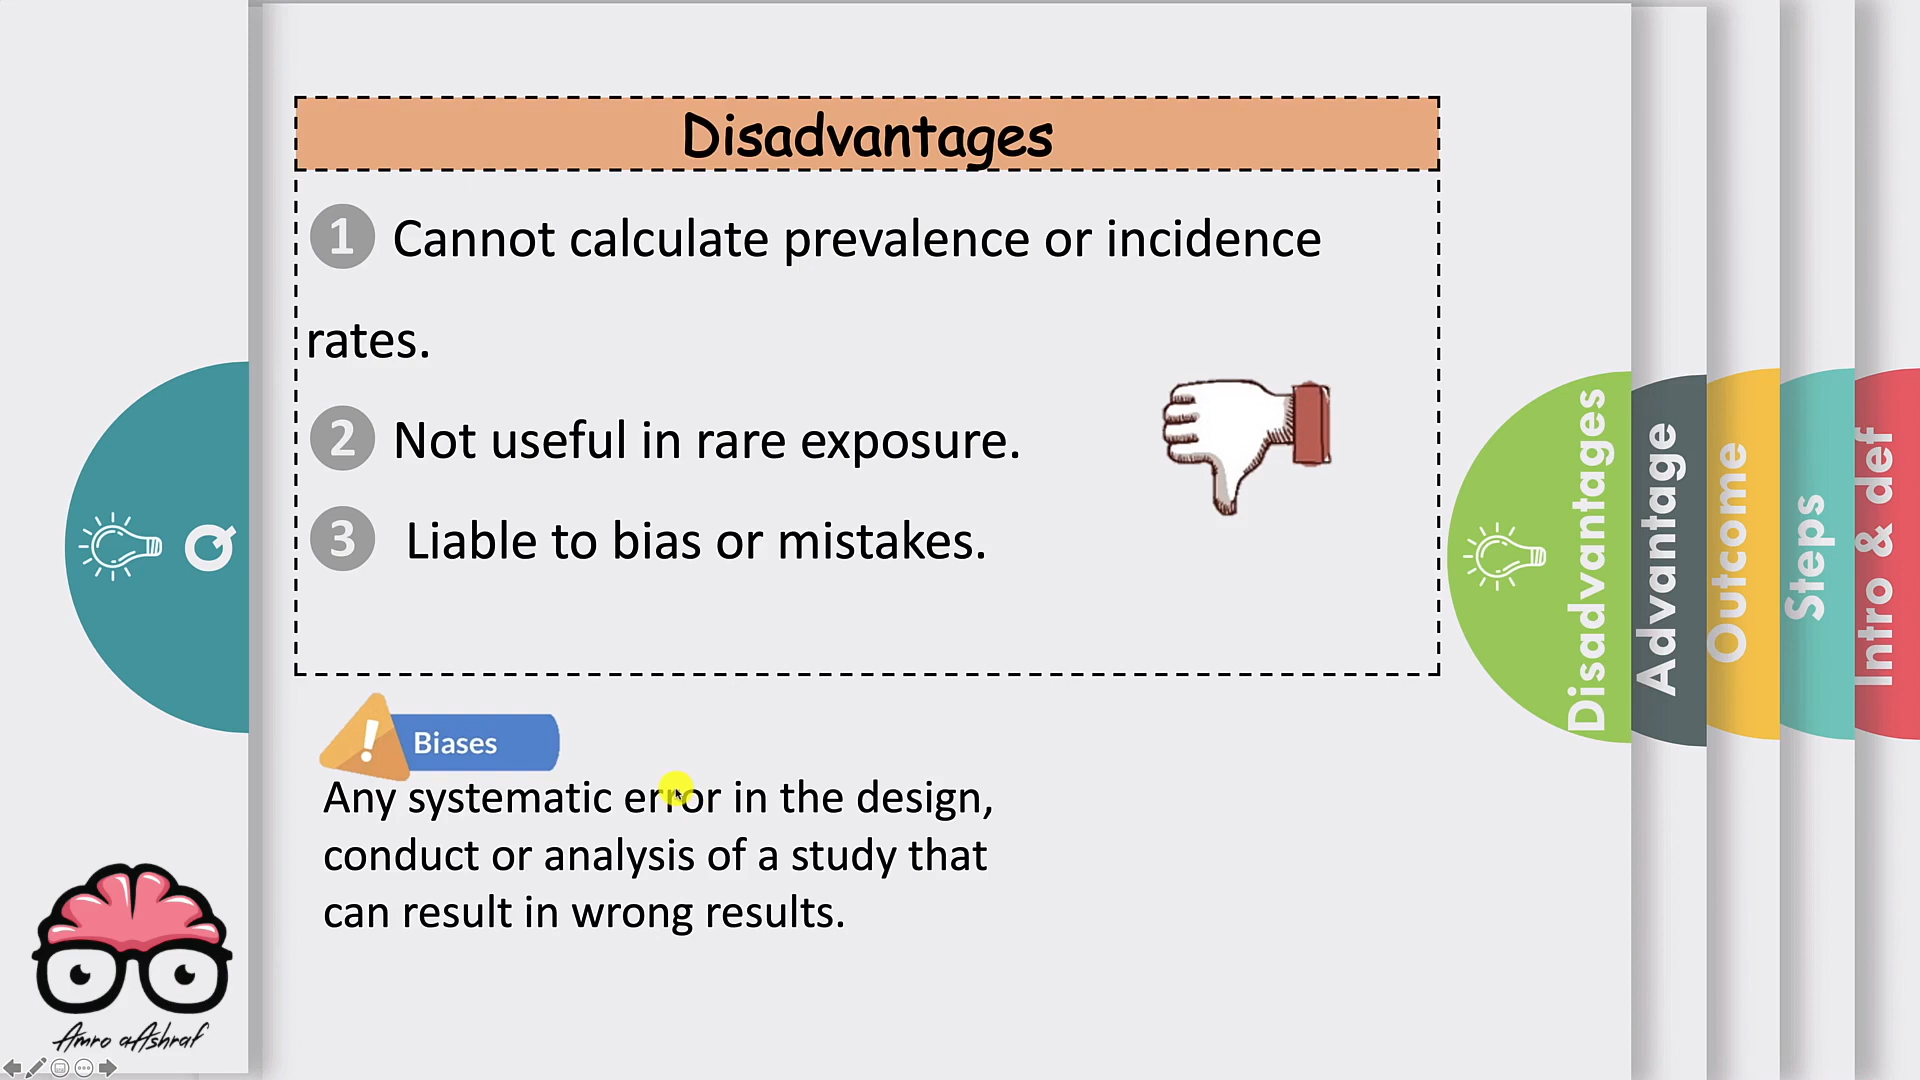 Disadvantages
1 Cannot calculate prevalence or incidence
rates.
2 Not useful in rare exposure.
3 Liable to bias or mistakes.
! Biases
Any systematic error in the design,
conduct or analysis of a study that
can result in wrong results.
Q
Disadvantages
Advantage
Outcome
Steps
Intro & def
Amro aAshraf